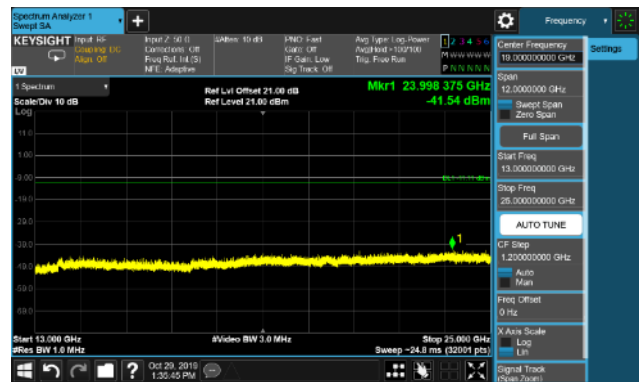 Spectrum Analyzer 1
Swept SA
+
Frequency
KEYSIGHT Input: RF
Coupling: DC
Align: Off
Input Z: 50 Ω
Corrections: Off
Freq Ref: Int (S)
NFE: Adaptive
#Atten: 10 dB
PNO: Fast
Gate: Off
IF Gain: Low
Sig Track: Off
Avg Type: Log-Power
Avg|Hold: >100/100
Trig: Free Run
1 2 3 4 5 6
M W W W W W
P N N N N N
LW
1 Spectrum
Scale/Div 10 dB
Log
Ref Lvl Offset 21.00 dB
Ref Level 21.00 dBm
Mkr1 23.998 375 GHz
-41.54 dBm
11.0
1.00
-9.00
-19.0
-29.0
-39.0
-49.0
-59.0
-69.0
1
Start 13.000 GHz
#Res BW 1.0 MHz
#Video BW 3.0 MHz
Stop 25.000 GHz
Sweep ~24.8 ms (32001 pts)
Center Frequency
19.000000000 GHz
Settings
Span
12.0000000 GHz
Swept Span
Zero Span
Full Span
Start Freq
13.000000000 GHz
Stop Freq
25.000000000 GHz
AUTO TUNE
CF Step
1.200000000 GHz
Auto
Man
Freq Offset
0 Hz
X Axis Scale
Log
Lin
Signal Track
(Span Zoom)
?
Oct 29, 2019